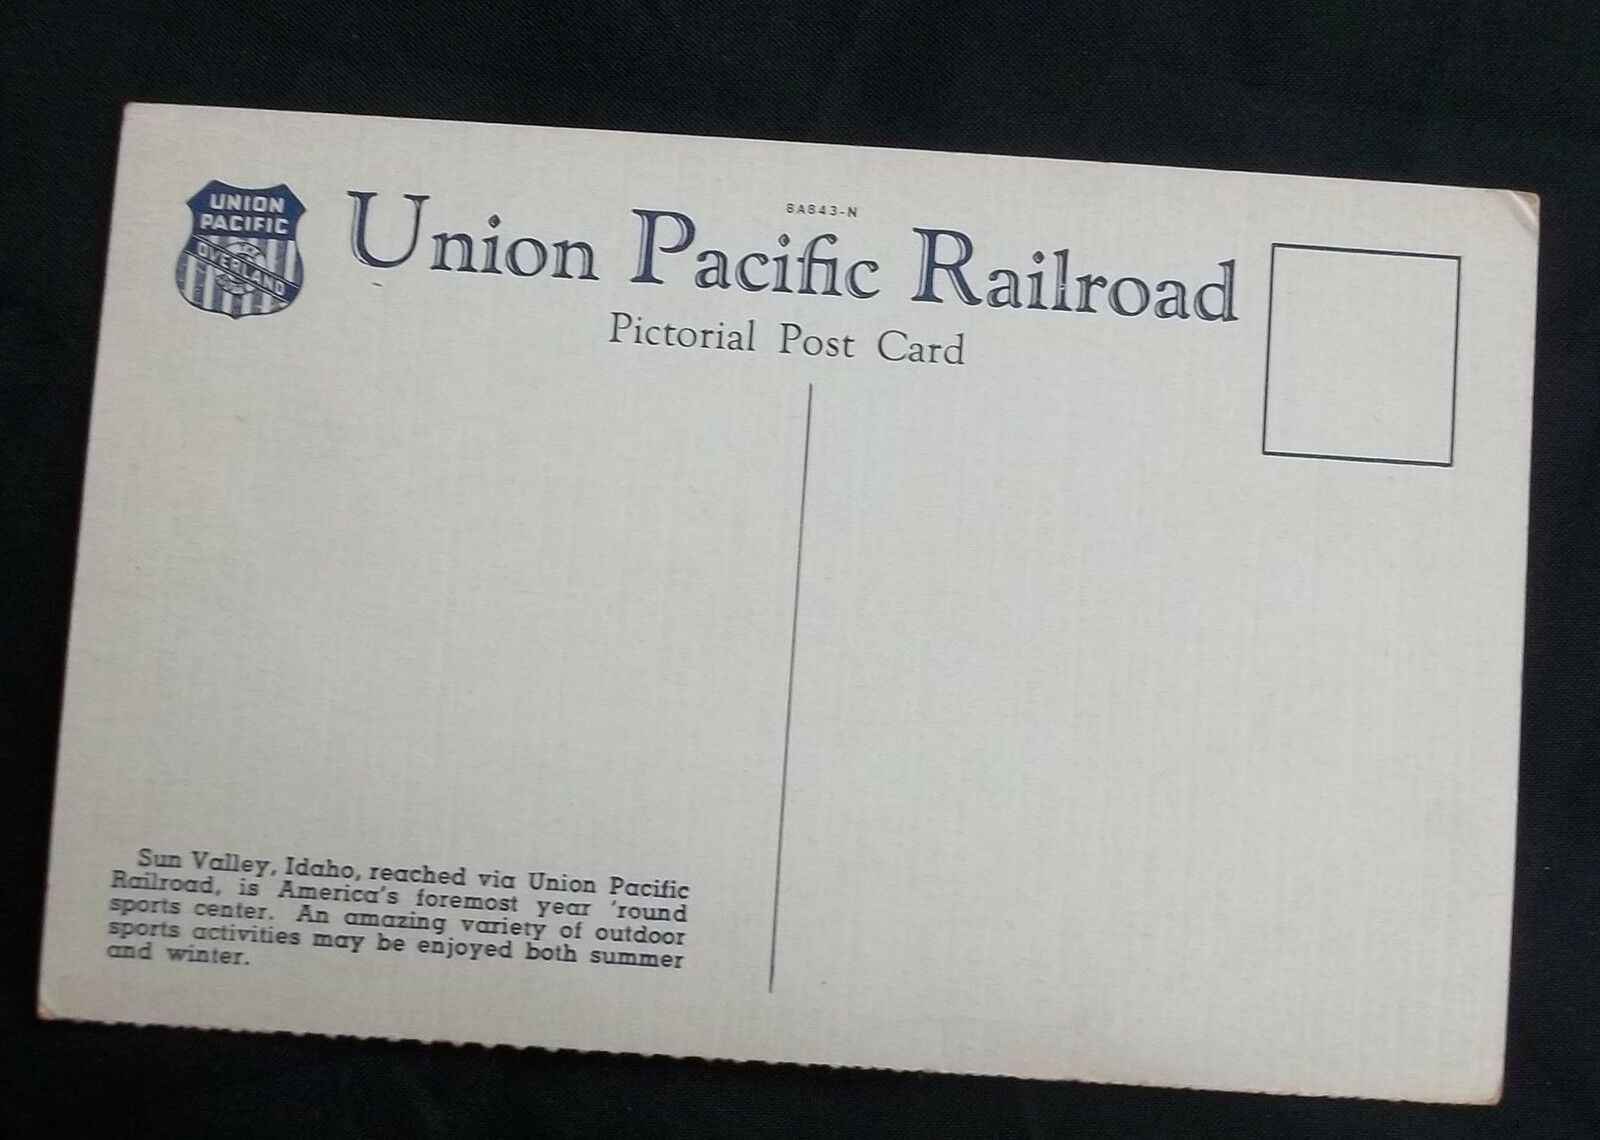 8A843-N
UNION
PACIFIC
THE
OVERLAND
Union Pacific Railroad
Pictorial Post Card
Sun Valley, Idaho, reached via Union Pacific
Railroad, is America's foremost year 'round
sports center. An amazing variety of outdoor
sports activities may be enjoyed both summer
and winter.